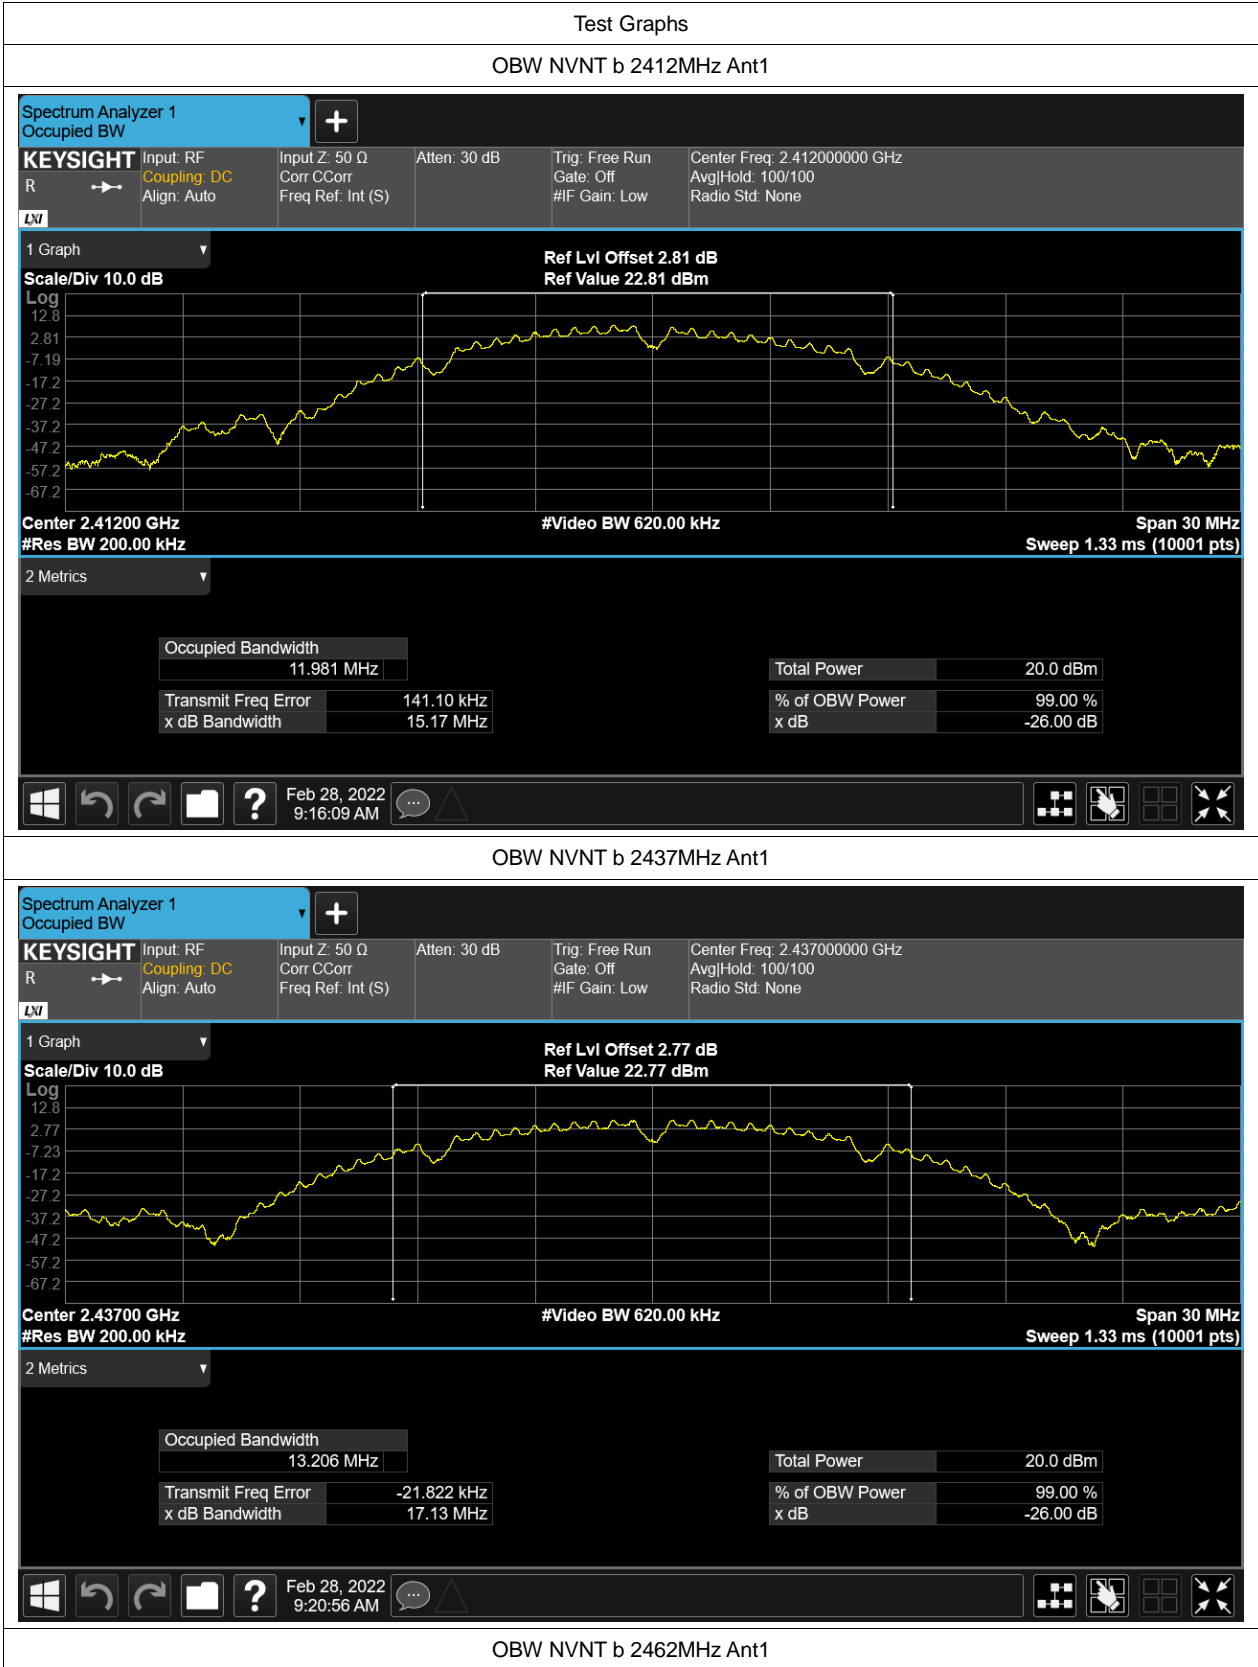 Test Graphs
OBW NVNT b 2412MHz Ant1
Spectrum Analyzer 1
Occupied BW
KEYSIGHT
R
LXI
Input: RF
Coupling: DC
Align: Auto
Input Z: 50 Ω
Corr CCorr
Freq Ref: Int (S)
Atten: 30 dB
Trig: Free Run
Gate: Off
#IF Gain: Low
Center Freq: 2.412000000 GHz
Avg|Hold: 100/100
Radio Std: None
1 Graph
Scale/Div 10.0 dB
Ref Lvl Offset 2.81 dB
Ref Value 22.81 dBm
Log
12.8
2.81
-7.19
-17.2
-27.2
-37.2
-47.2
-57.2
-67.2
Center 2.41200 GHz
#Video BW 620.00 kHz
Span 30 MHz
#Res BW 200.00 kHz
Sweep 1.33 ms (10001 pts)
2 Metrics
Occupied Bandwidth
11.981 MHz
Total Power 20.0 dBm
Transmit Freq Error 141.10 kHz
% of OBW Power 99.00 %
x dB Bandwidth 15.17 MHz
x dB -26.00 dB
Feb 28, 2022
9:16:09 AM
OBW NVNT b 2437MHz Ant1
Spectrum Analyzer 1
Occupied BW
KEYSIGHT
R
LXI
Input: RF
Coupling: DC
Align: Auto
Input Z: 50 Ω
Corr CCorr
Freq Ref: Int (S)
Atten: 30 dB
Trig: Free Run
Gate: Off
#IF Gain: Low
Center Freq: 2.437000000 GHz
Avg|Hold: 100/100
Radio Std: None
1 Graph
Scale/Div 10.0 dB
Ref Lvl Offset 2.77 dB
Ref Value 22.77 dBm
Log
12.8
2.77
-7.23
-17.2
-27.2
-37.2
-47.2
-57.2
-67.2
Center 2.43700 GHz
#Video BW 620.00 kHz
Span 30 MHz
#Res BW 200.00 kHz
Sweep 1.33 ms (10001 pts)
2 Metrics
Occupied Bandwidth
13.206 MHz
Total Power 20.0 dBm
Transmit Freq Error -21.822 kHz
% of OBW Power 99.00 %
x dB Bandwidth 17.13 MHz
x dB -26.00 dB
Feb 28, 2022
9:20:56 AM
OBW NVNT b 2462MHz Ant1